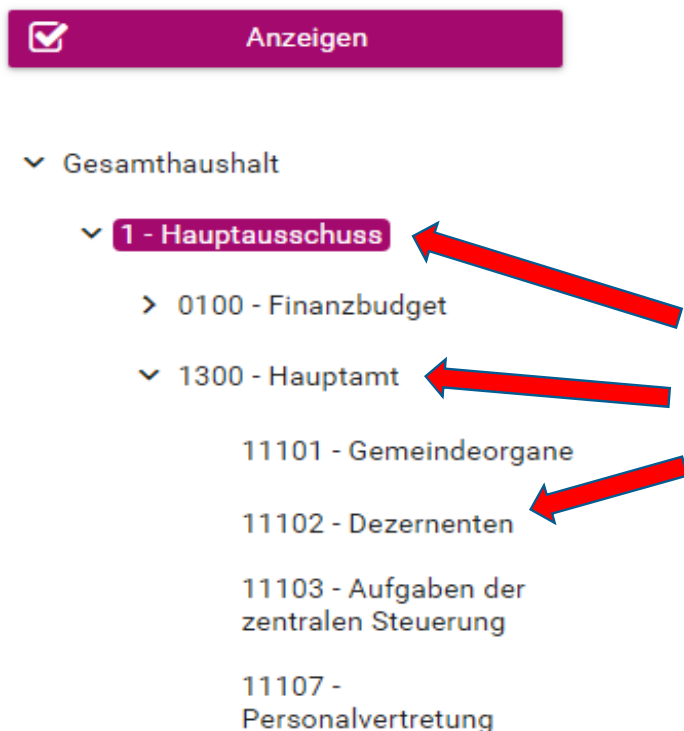 Anzeigen
Gesamthaushalt
1 - Hauptausschuss
0100 - Finanzbudget
1300 - Hauptamt
11101 - Gemeindeorgane
11102 - Dezernenten
11103 - Aufgaben der
zentralen Steuerung
11107 -
Personalvertretung